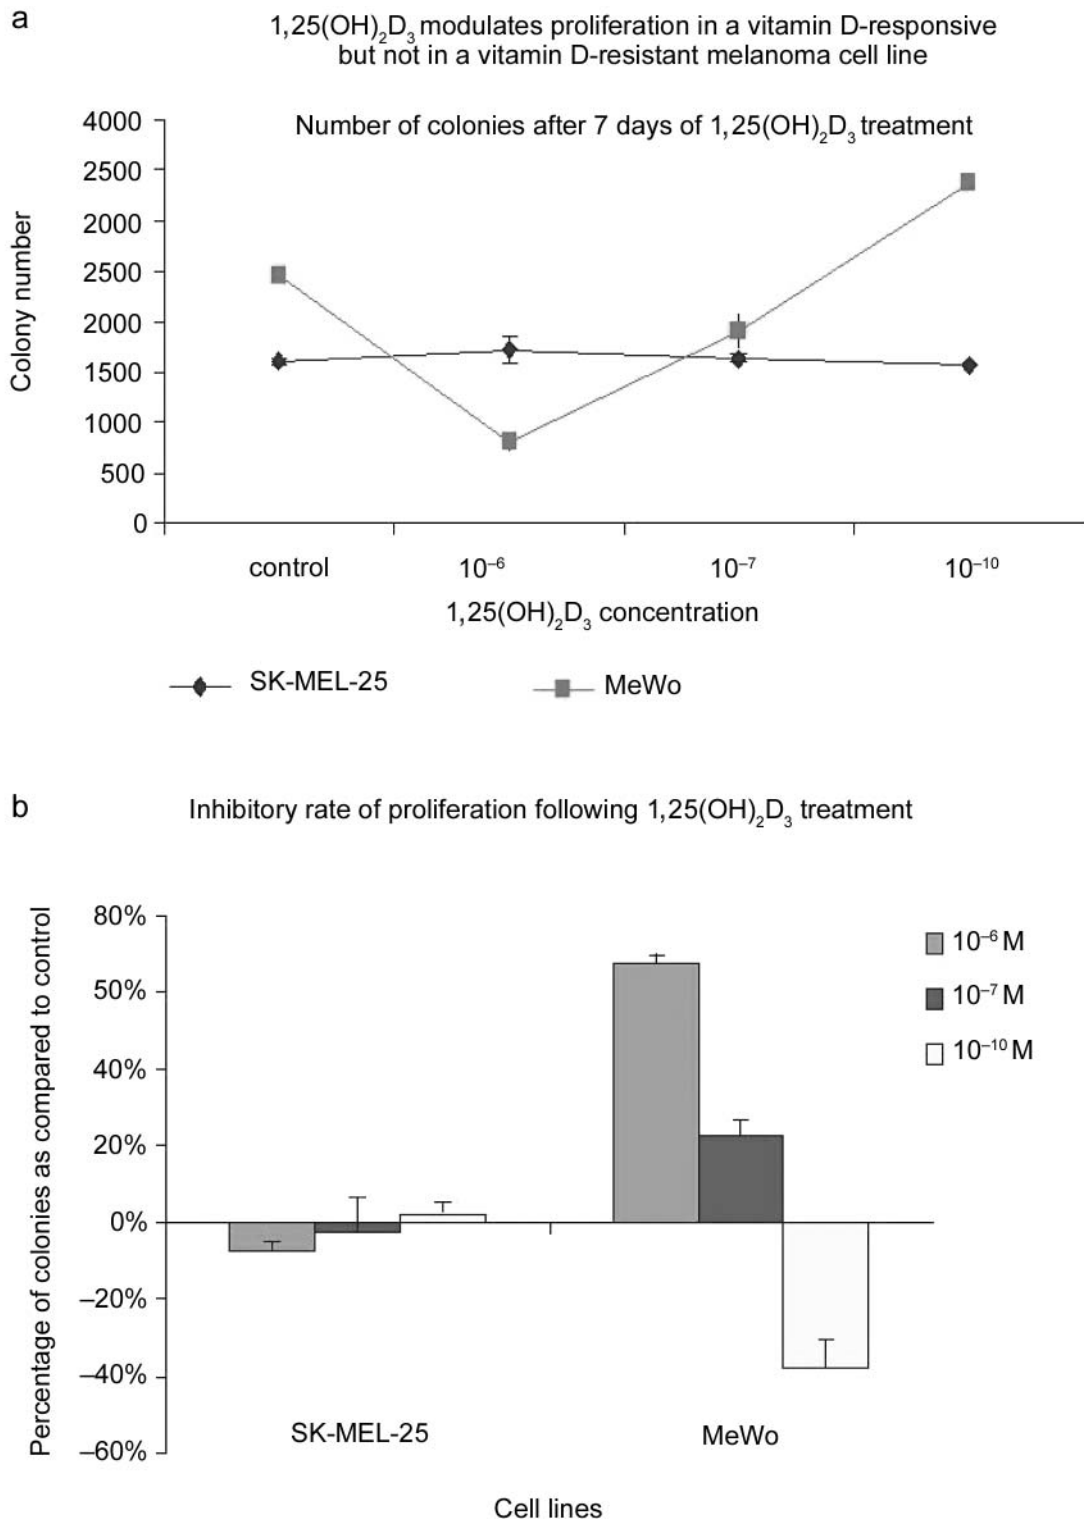 a
1,25(OH)₂D₃ modulates proliferation in a vitamin D-responsive
but not in a vitamin D-resistant melanoma cell line
Number of colonies after 7 days of 1,25(OH)₂D₃ treatment
Colony number
4000
2500
2000
2500
2000
1500
1000
500
0
control 10⁻⁶ 10⁻⁷ 10⁻¹⁰
1,25(OH)₂D₃ concentration
SK-MEL-25 MeWo
b
Inhibitory rate of proliferation following 1,25(OH)₂D₃ treatment
Percentage of colonies as compared to control
80%
50%
40%
20%
0%
–20%
–40%
–60%
10⁻⁶ M
10⁻⁷ M
10⁻¹⁰ M
SK-MEL-25 MeWo
Cell lines